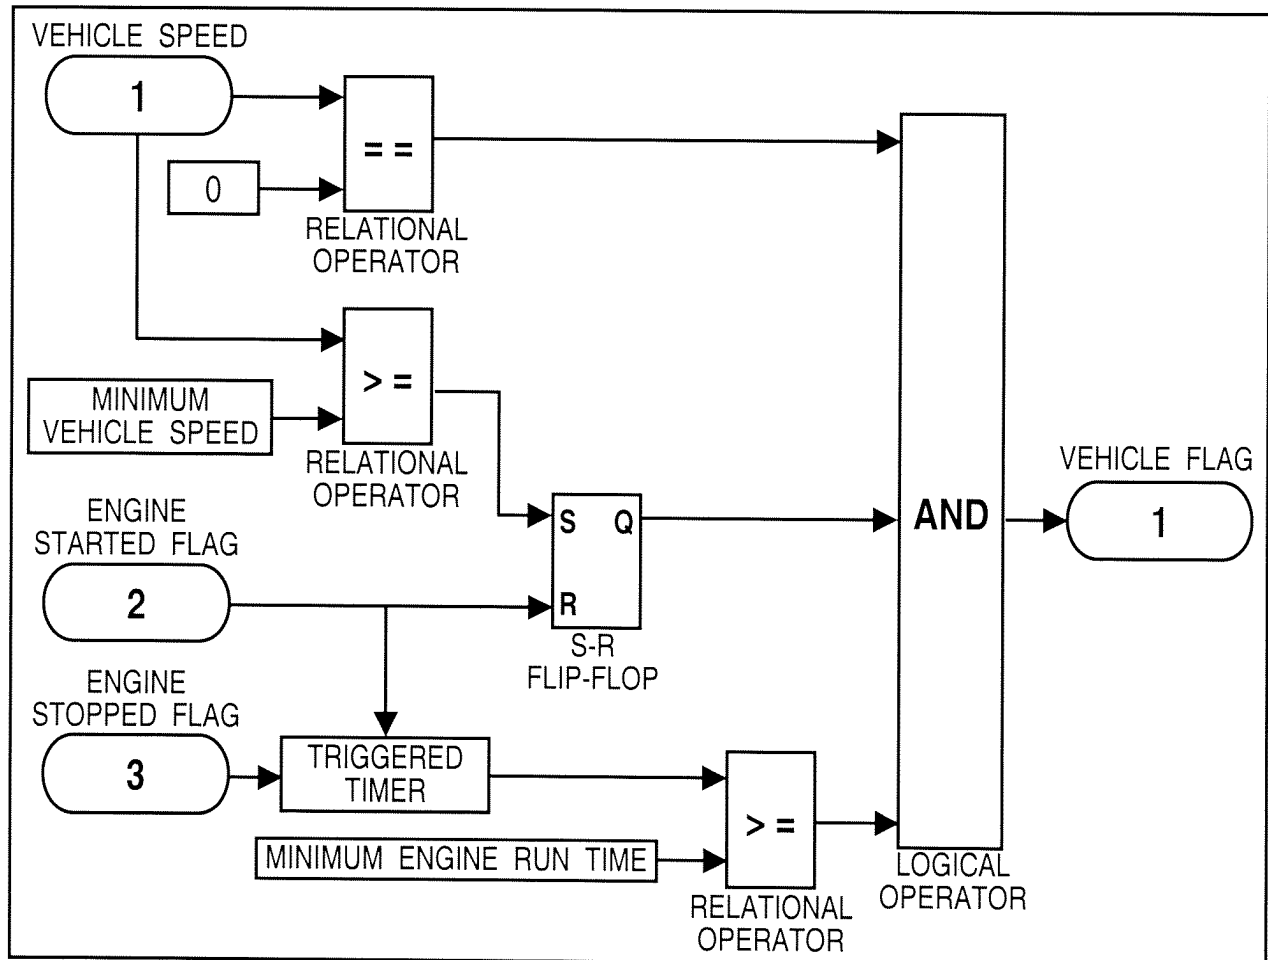 VEHICLE SPEED
1
0
= =
RELATIONAL
OPERATOR
MINIMUM
VEHICLE SPEED
> =
RELATIONAL
OPERATOR
ENGINE
STARTED FLAG
2
S Q
R
S-R
FLIP-FLOP
ENGINE
STOPPED FLAG
3
TRIGGERED
TIMER
MINIMUM ENGINE RUN TIME
> =
RELATIONAL
OPERATOR
AND
LOGICAL
OPERATOR
VEHICLE FLAG
1